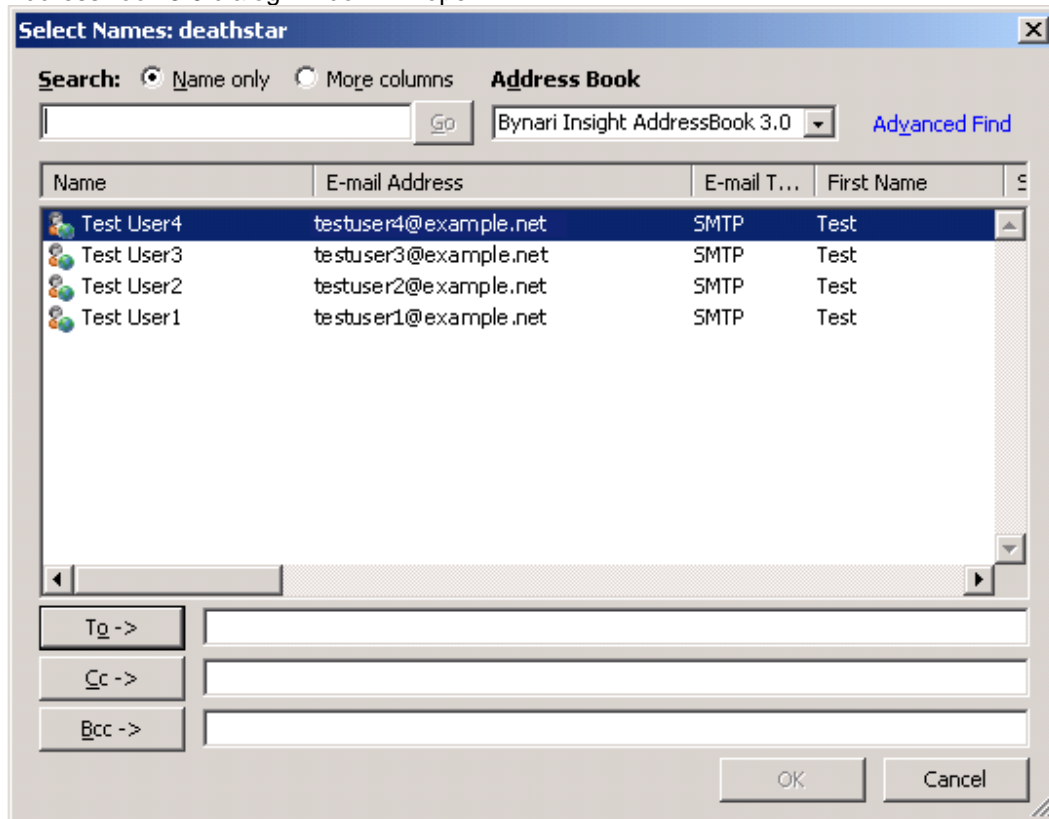 Select Names: deathstar
Search: Name only More columns Address Book
Go Bynari Insight AddressBook 3.0 Advanced Find
Name E-mail Address E-mail T... First Name
Test User4 testuser4@example.net SMTP Test
Test User3 testuser3@example.net SMTP Test
Test User2 testuser2@example.net SMTP Test
Test User1 testuser1@example.net SMTP Test
To ->
Cc ->
Bcc ->
OK Cancel